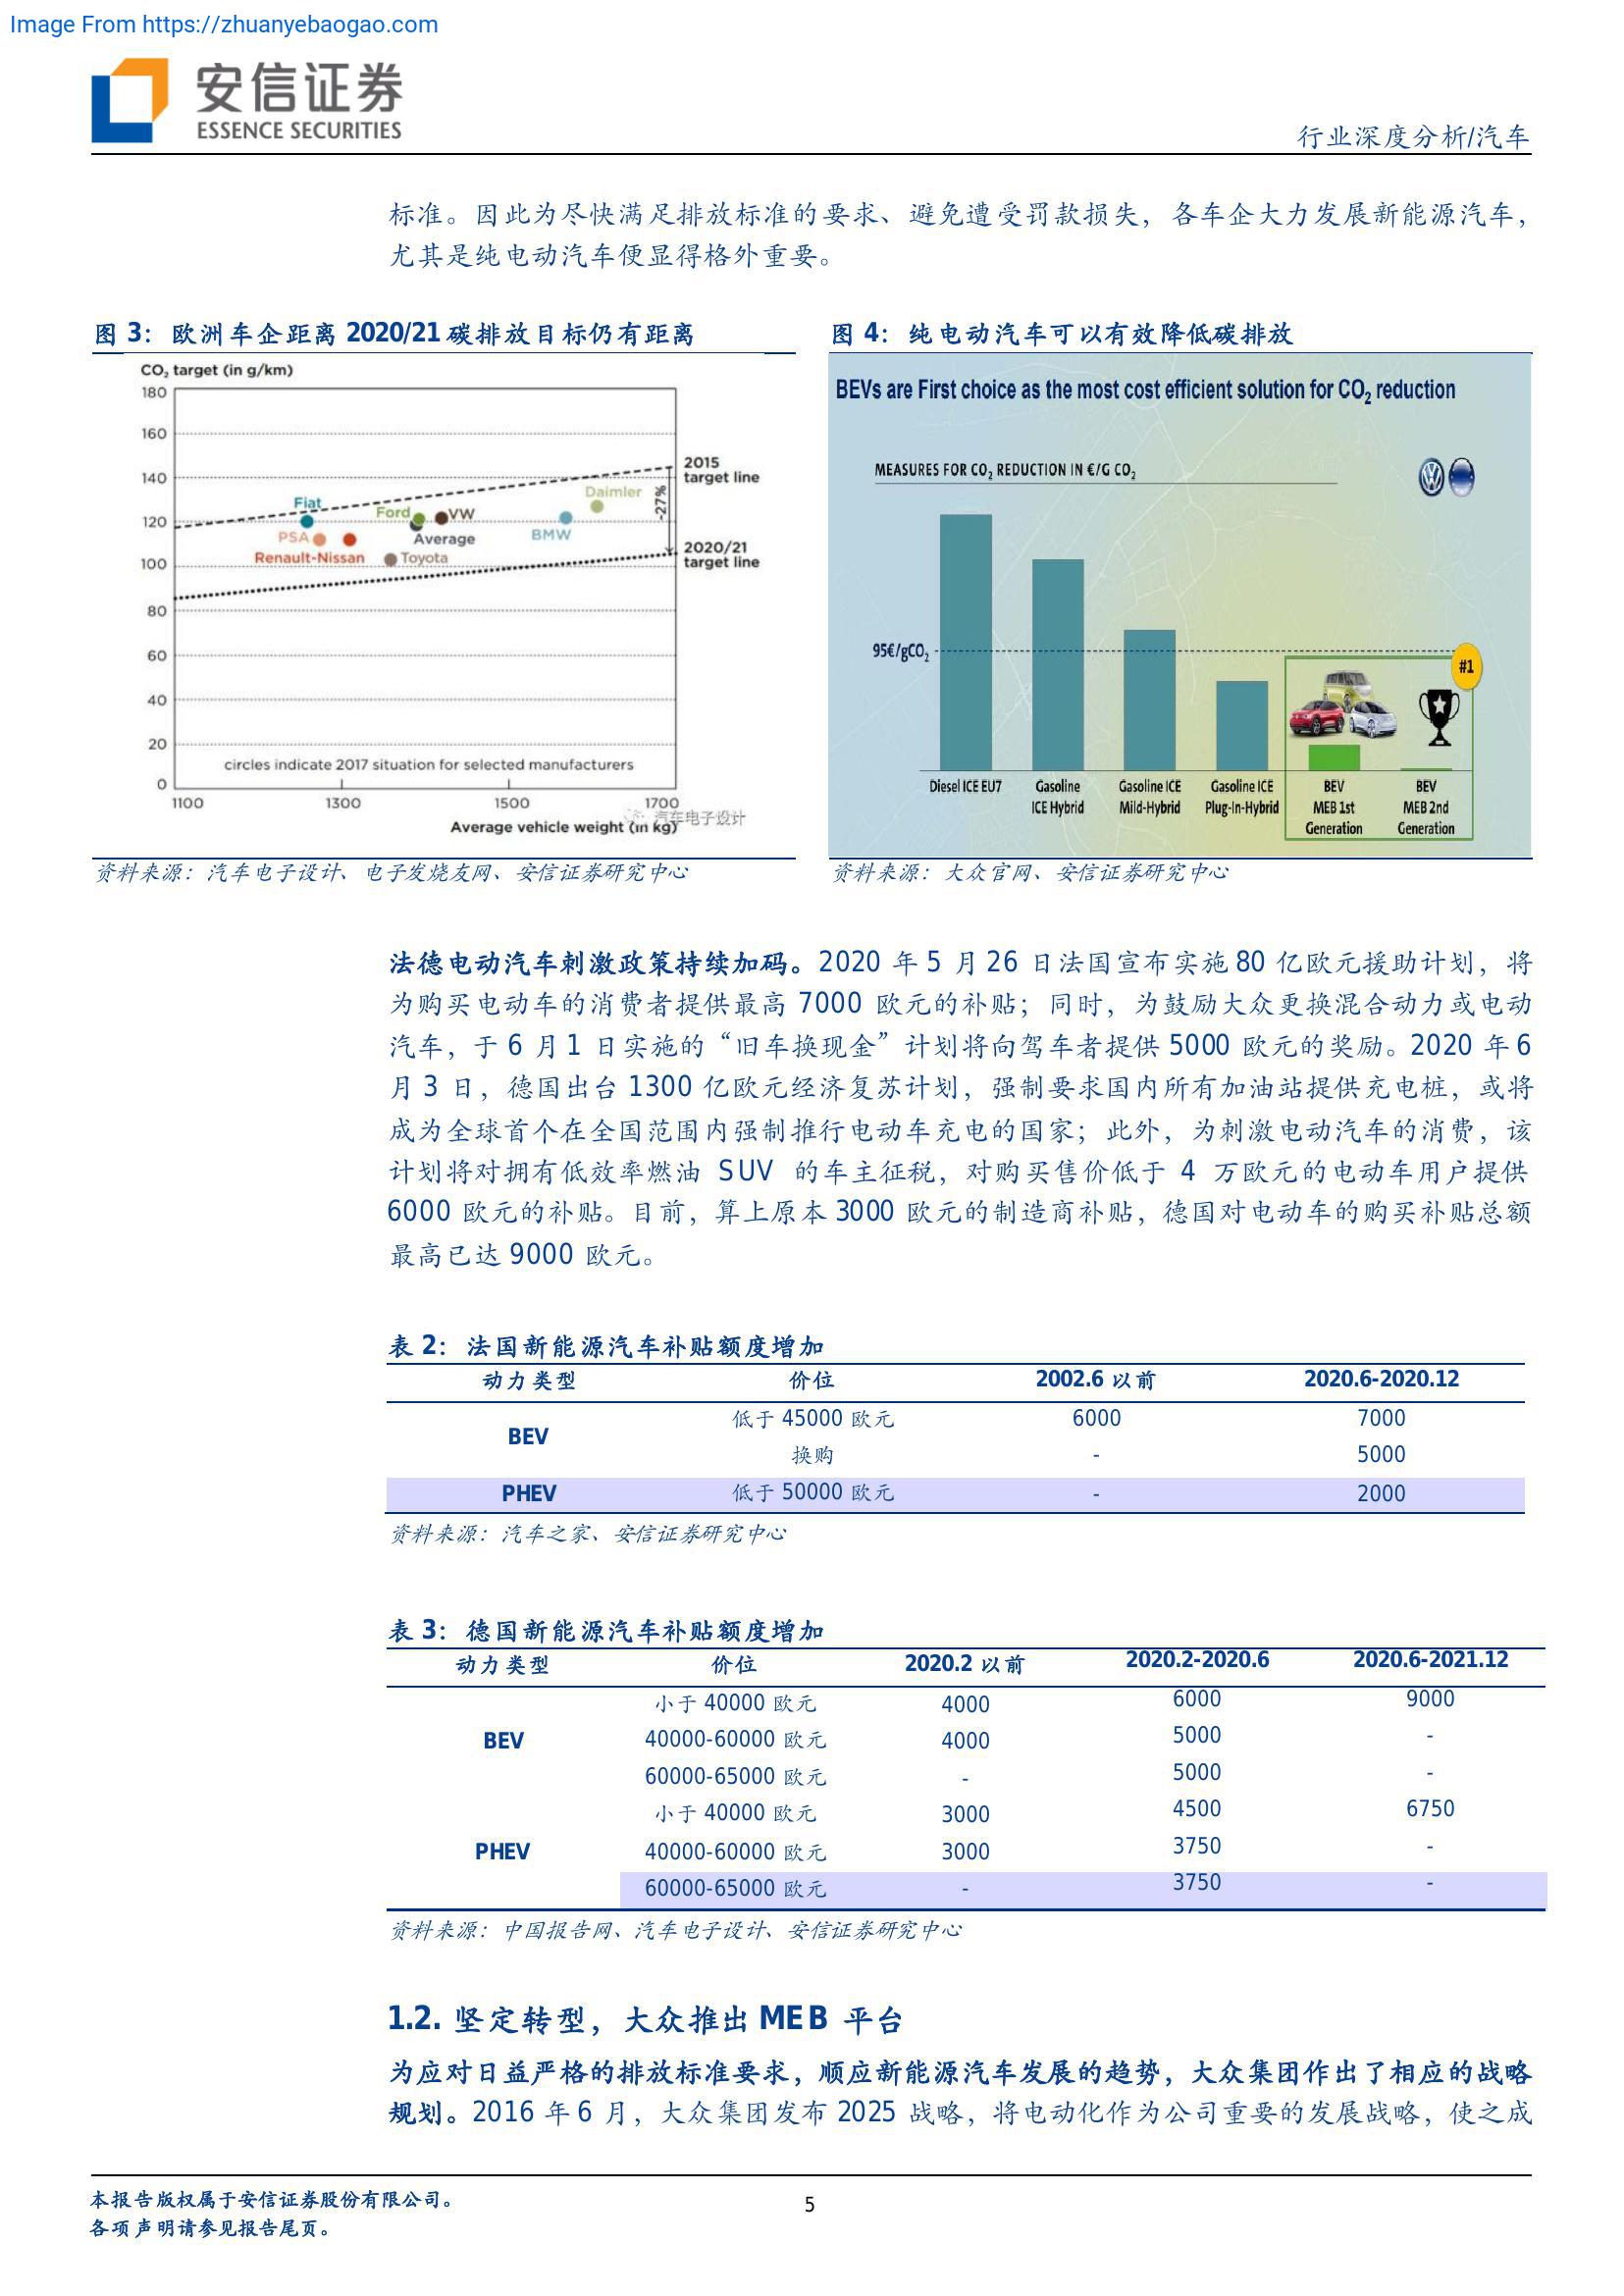 Image From https://zhuanyebaogao.com
安信证券
ESSENCE SECURITIES
行业深度分析/汽车
标准。因此为尽快满足排放标准的要求、避免遭受罚款损失，各车企大力发展新能源汽车，
尤其是纯电动汽车便显得格外重要。
图 3：欧洲车企距离 2020/21 碳排放目标仍有距离
CO₂ target (in g/km)
180
160
140
120
100
80
60
40
20
0
1100
1300
1500
1700
Average vehicle weight (in kg)
2015
target line
-27%
2020/21
target line
Fiat
PSA
Renault-Nissan
Ford
VW
Average
Toyota
BMW
Daimler
circles indicate 2017 situation for selected manufacturers
汽车电子设计
资料来源：汽车电子设计、电子发烧友网、安信证券研究中心
图 4：纯电动汽车可以有效降低碳排放
BEVs are First choice as the most cost efficient solution for CO₂ reduction
MEASURES FOR CO₂ REDUCTION IN €/G CO₂
95€/gCO₂
#1
Diesel ICE EU7
Gasoline
ICE Hybrid
Gasoline ICE
Mild-Hybrid
Gasoline ICE
Plug-In-Hybrid
BEV
MEB 1st
Generation
BEV
MEB 2nd
Generation
资料来源：大众官网、安信证券研究中心
法德电动汽车刺激政策持续加码。2020 年 5 月 26 日法国宣布实施 80 亿欧元援助计划，将
为购买电动车的消费者提供最高 7000 欧元的补贴；同时，为鼓励大众更换混合动力或电动
汽车，于 6 月 1 日实施的“旧车换现金”计划将向驾车者提供 5000 欧元的奖励。2020 年 6
月 3 日，德国出台 1300 亿欧元经济复苏计划，强制要求国内所有加油站提供充电桩，或将
成为全球首个在全国范围内强制推行电动车充电的国家；此外，为刺激电动汽车的消费，该
计划将对拥有低效率燃油 SUV 的车主征税，对购买售价低于 4 万欧元的电动车用户提供
6000 欧元的补贴。目前，算上原本 3000 欧元的制造商补贴，德国对电动车的购买补贴总额
最高已达 9000 欧元。
表 2：法国新能源汽车补贴额度增加
动力类型 价位 2002.6 以前 2020.6-2020.12
BEV 低于 45000 欧元 6000 7000
换购 - 5000
PHEV 低于 50000 欧元 - 2000
资料来源：汽车之家、安信证券研究中心
表 3：德国新能源汽车补贴额度增加
动力类型 价位 2020.2 以前 2020.2-2020.6 2020.6-2021.12
小于 40000 欧元 4000 6000 9000
BEV 40000-60000 欧元 4000 5000 -
60000-65000 欧元 - 5000 -
小于 40000 欧元 3000 4500 6750
PHEV 40000-60000 欧元 3000 3750 -
60000-65000 欧元 - 3750 -
资料来源：中国报告网、汽车电子设计、安信证券研究中心
1.2. 坚定转型，大众推出 MEB 平台
为应对日益严格的排放标准要求，顺应新能源汽车发展的趋势，大众集团作出了相应的战略
规划。2016 年 6 月，大众集团发布 2025 战略，将电动化作为公司重要的发展战略，使之成
本报告版权属于安信证券股份有限公司。
各项声明请参见报告尾页。
5